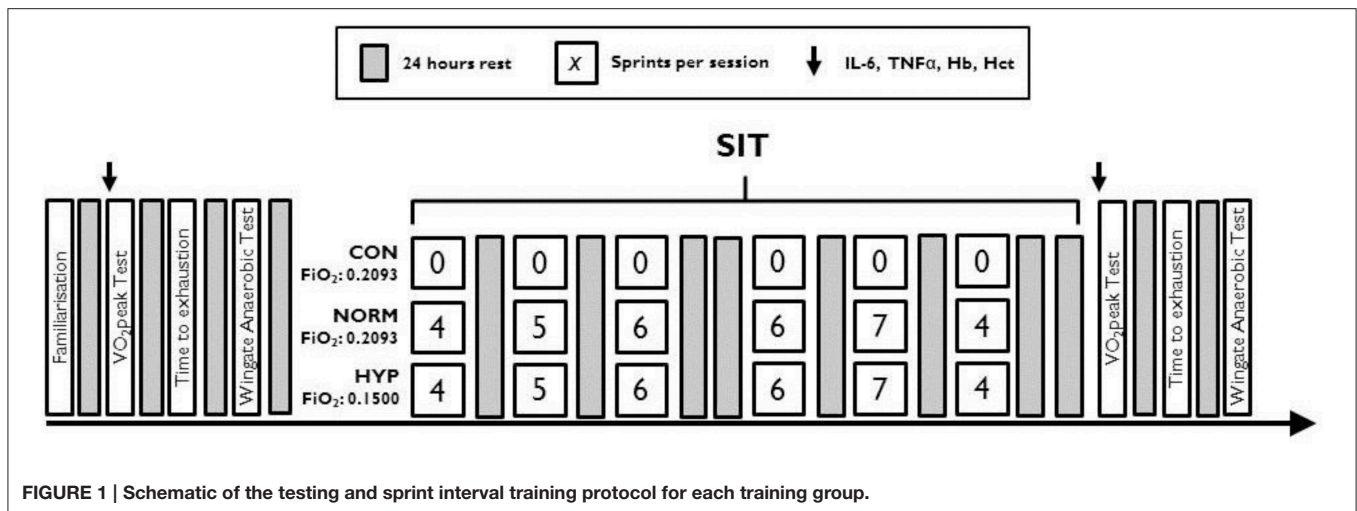 24 hours rest
X Sprints per session
IL-6, TNFα, Hb, Hct
SIT
Familiarisation
VO₂peak Test
Time to exhaustion
Wingate Anaerobic Test
CON
FiO₂: 0.2093
0 0 0 0 0 0
NORM
FiO₂: 0.2093
4 5 6 6 7 4
HYP
FiO₂: 0.1500
4 5 6 6 7 4
VO₂peak Test
Time to exhaustion
Wingate Anaerobic Test
FIGURE 1 | Schematic of the testing and sprint interval training protocol for each training group.